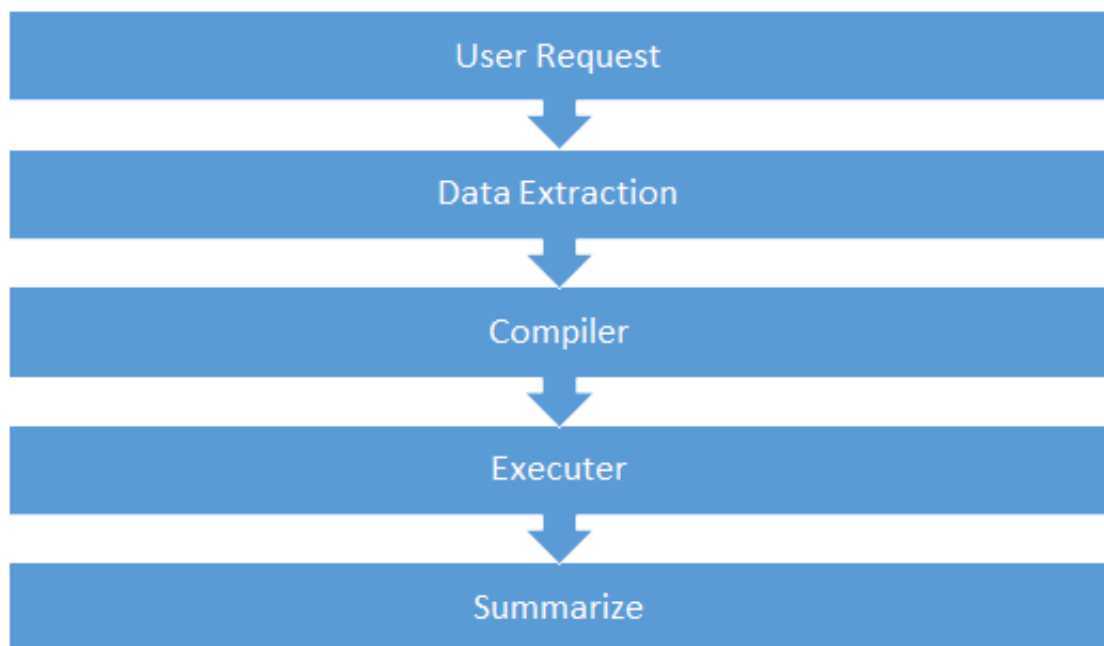 User Request
Data Extraction
Compiler
Executer
Summarize